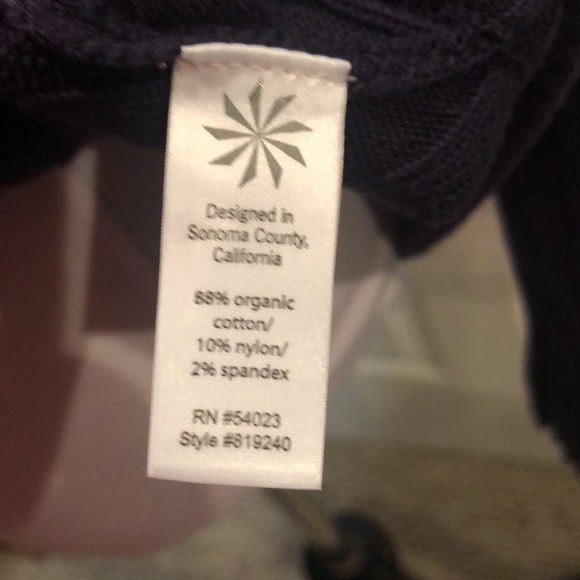 Designed in
Sonoma County,
California
88% organic
cotton/
10% nylon/
2% spandex
RN #54023
Style #819240